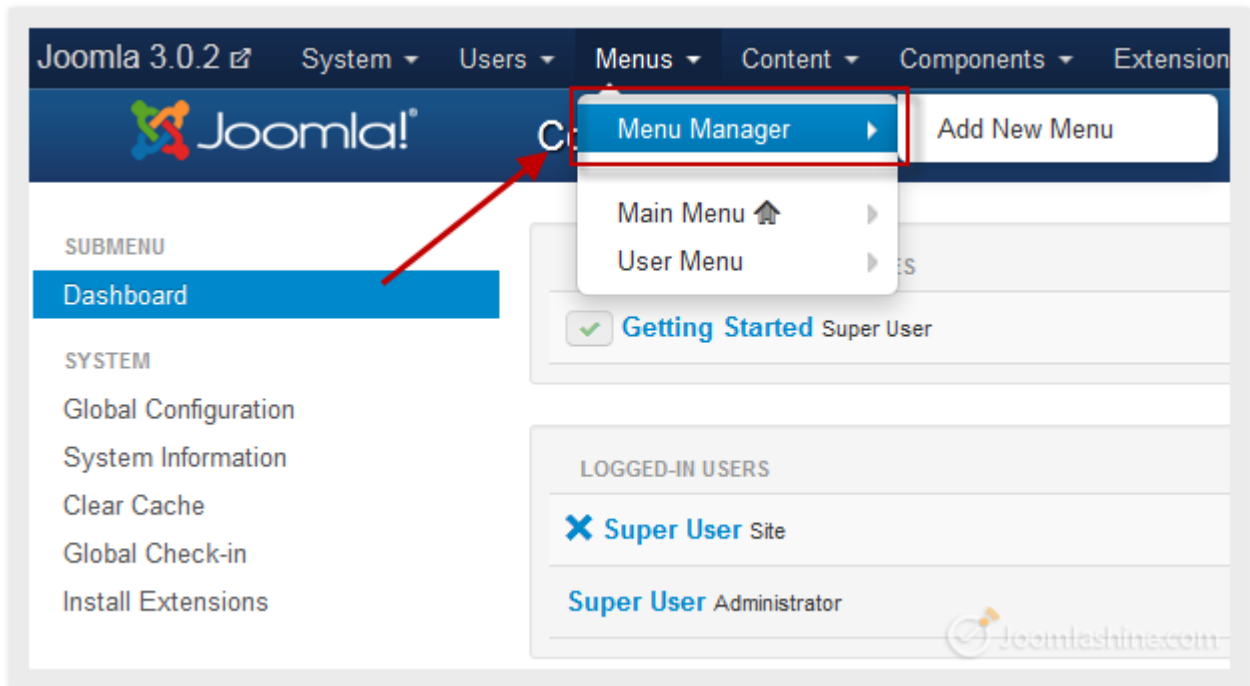 Joomla 3.0.2 System Users Menus Content Components Extension
Joomla!® Co
Menu Manager Add New Menu
Main Menu
User Menu
SUBMENU
Dashboard
SYSTEM
Global Configuration
System Information
Clear Cache
Global Check-in
Install Extensions
ES
Getting Started Super User
LOGGED-IN USERS
Super User Site
Super User Administrator
Joomlashine.com